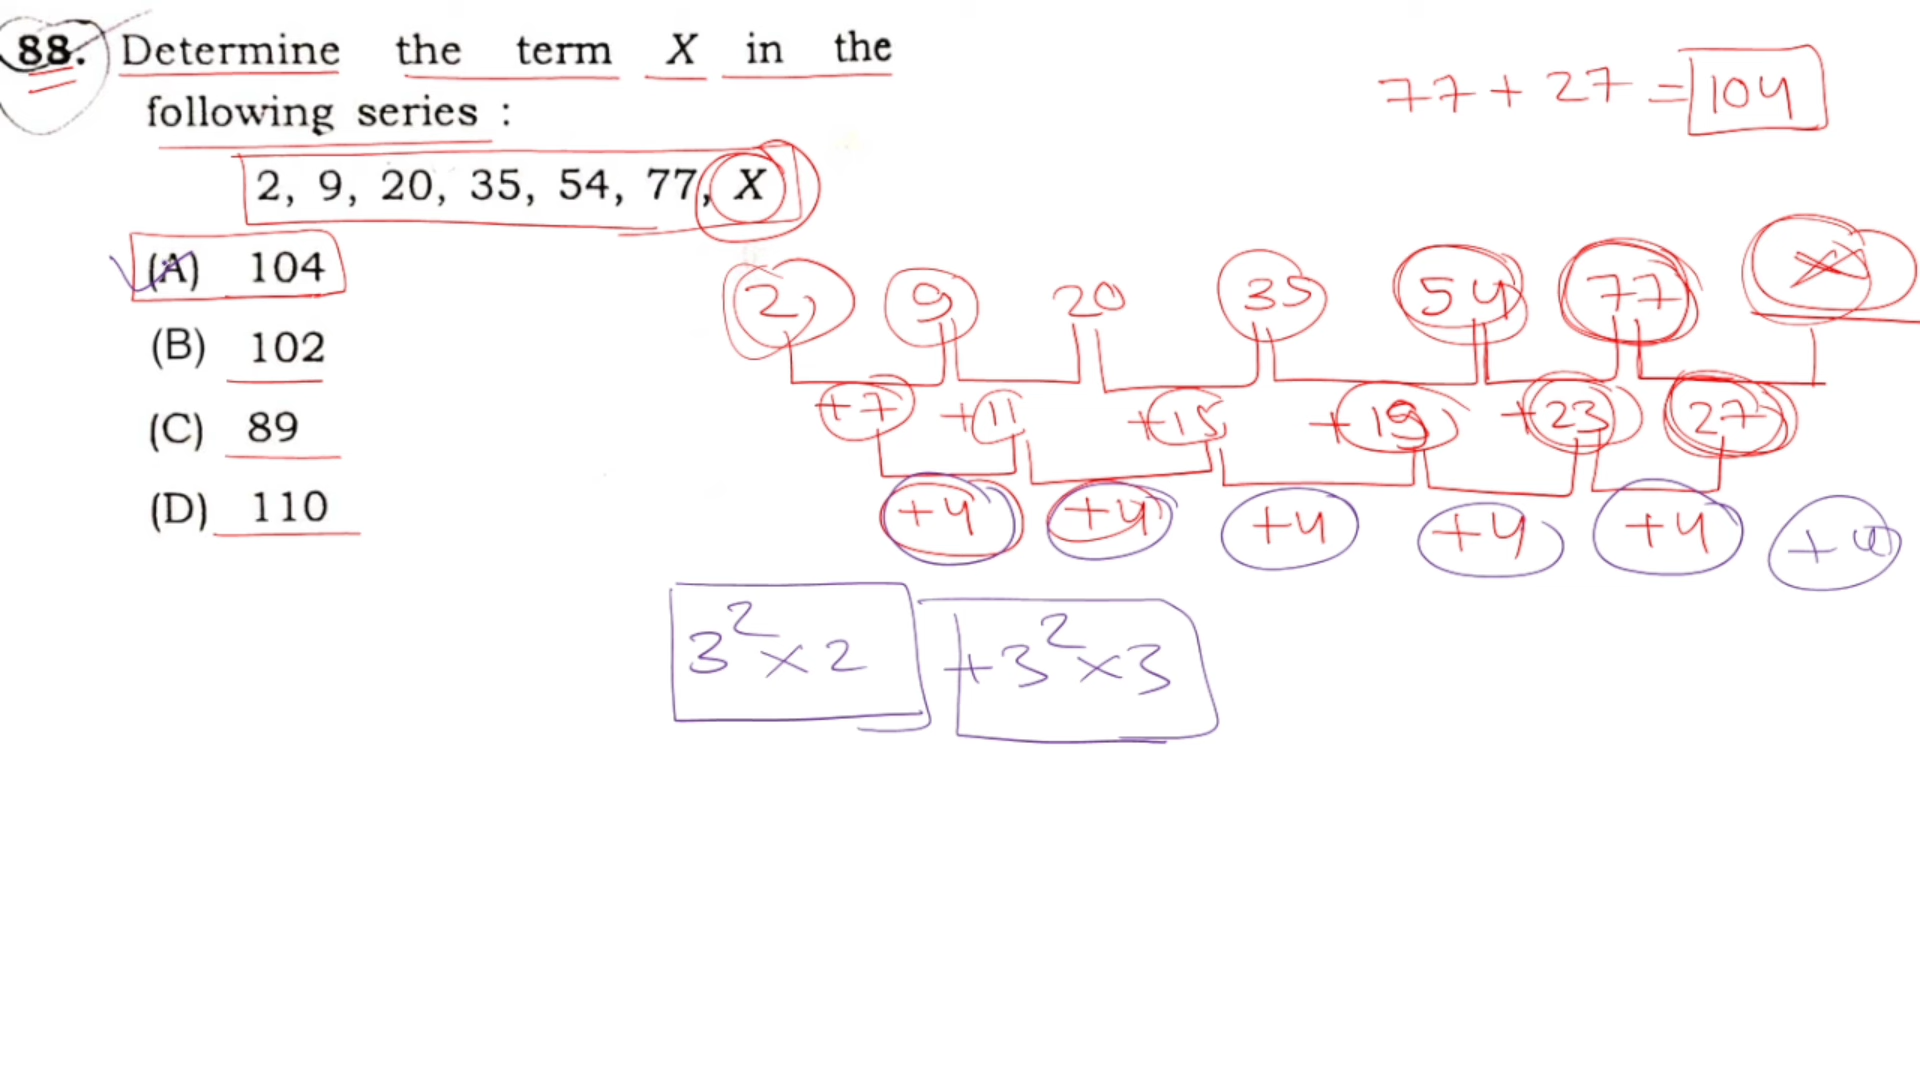 88. Determine the term X in the
following series :
2, 9, 20, 35, 54, 77, X
(A) 104
(B) 102
(C) 89
(D) 110
77 + 27 = 104
2, 9 20 35 54 77 X
+7 +11 +15 +19 +23 27
+4 +4 +4 +4 +4 +4
3² × 2 + 3² × 3